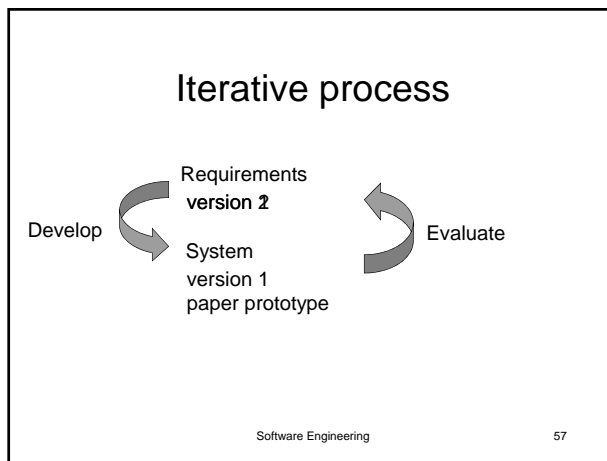 Iterative process
Requirements
version
Develop
Evaluate
System
version 1
paper prototype
Software Engineering
57